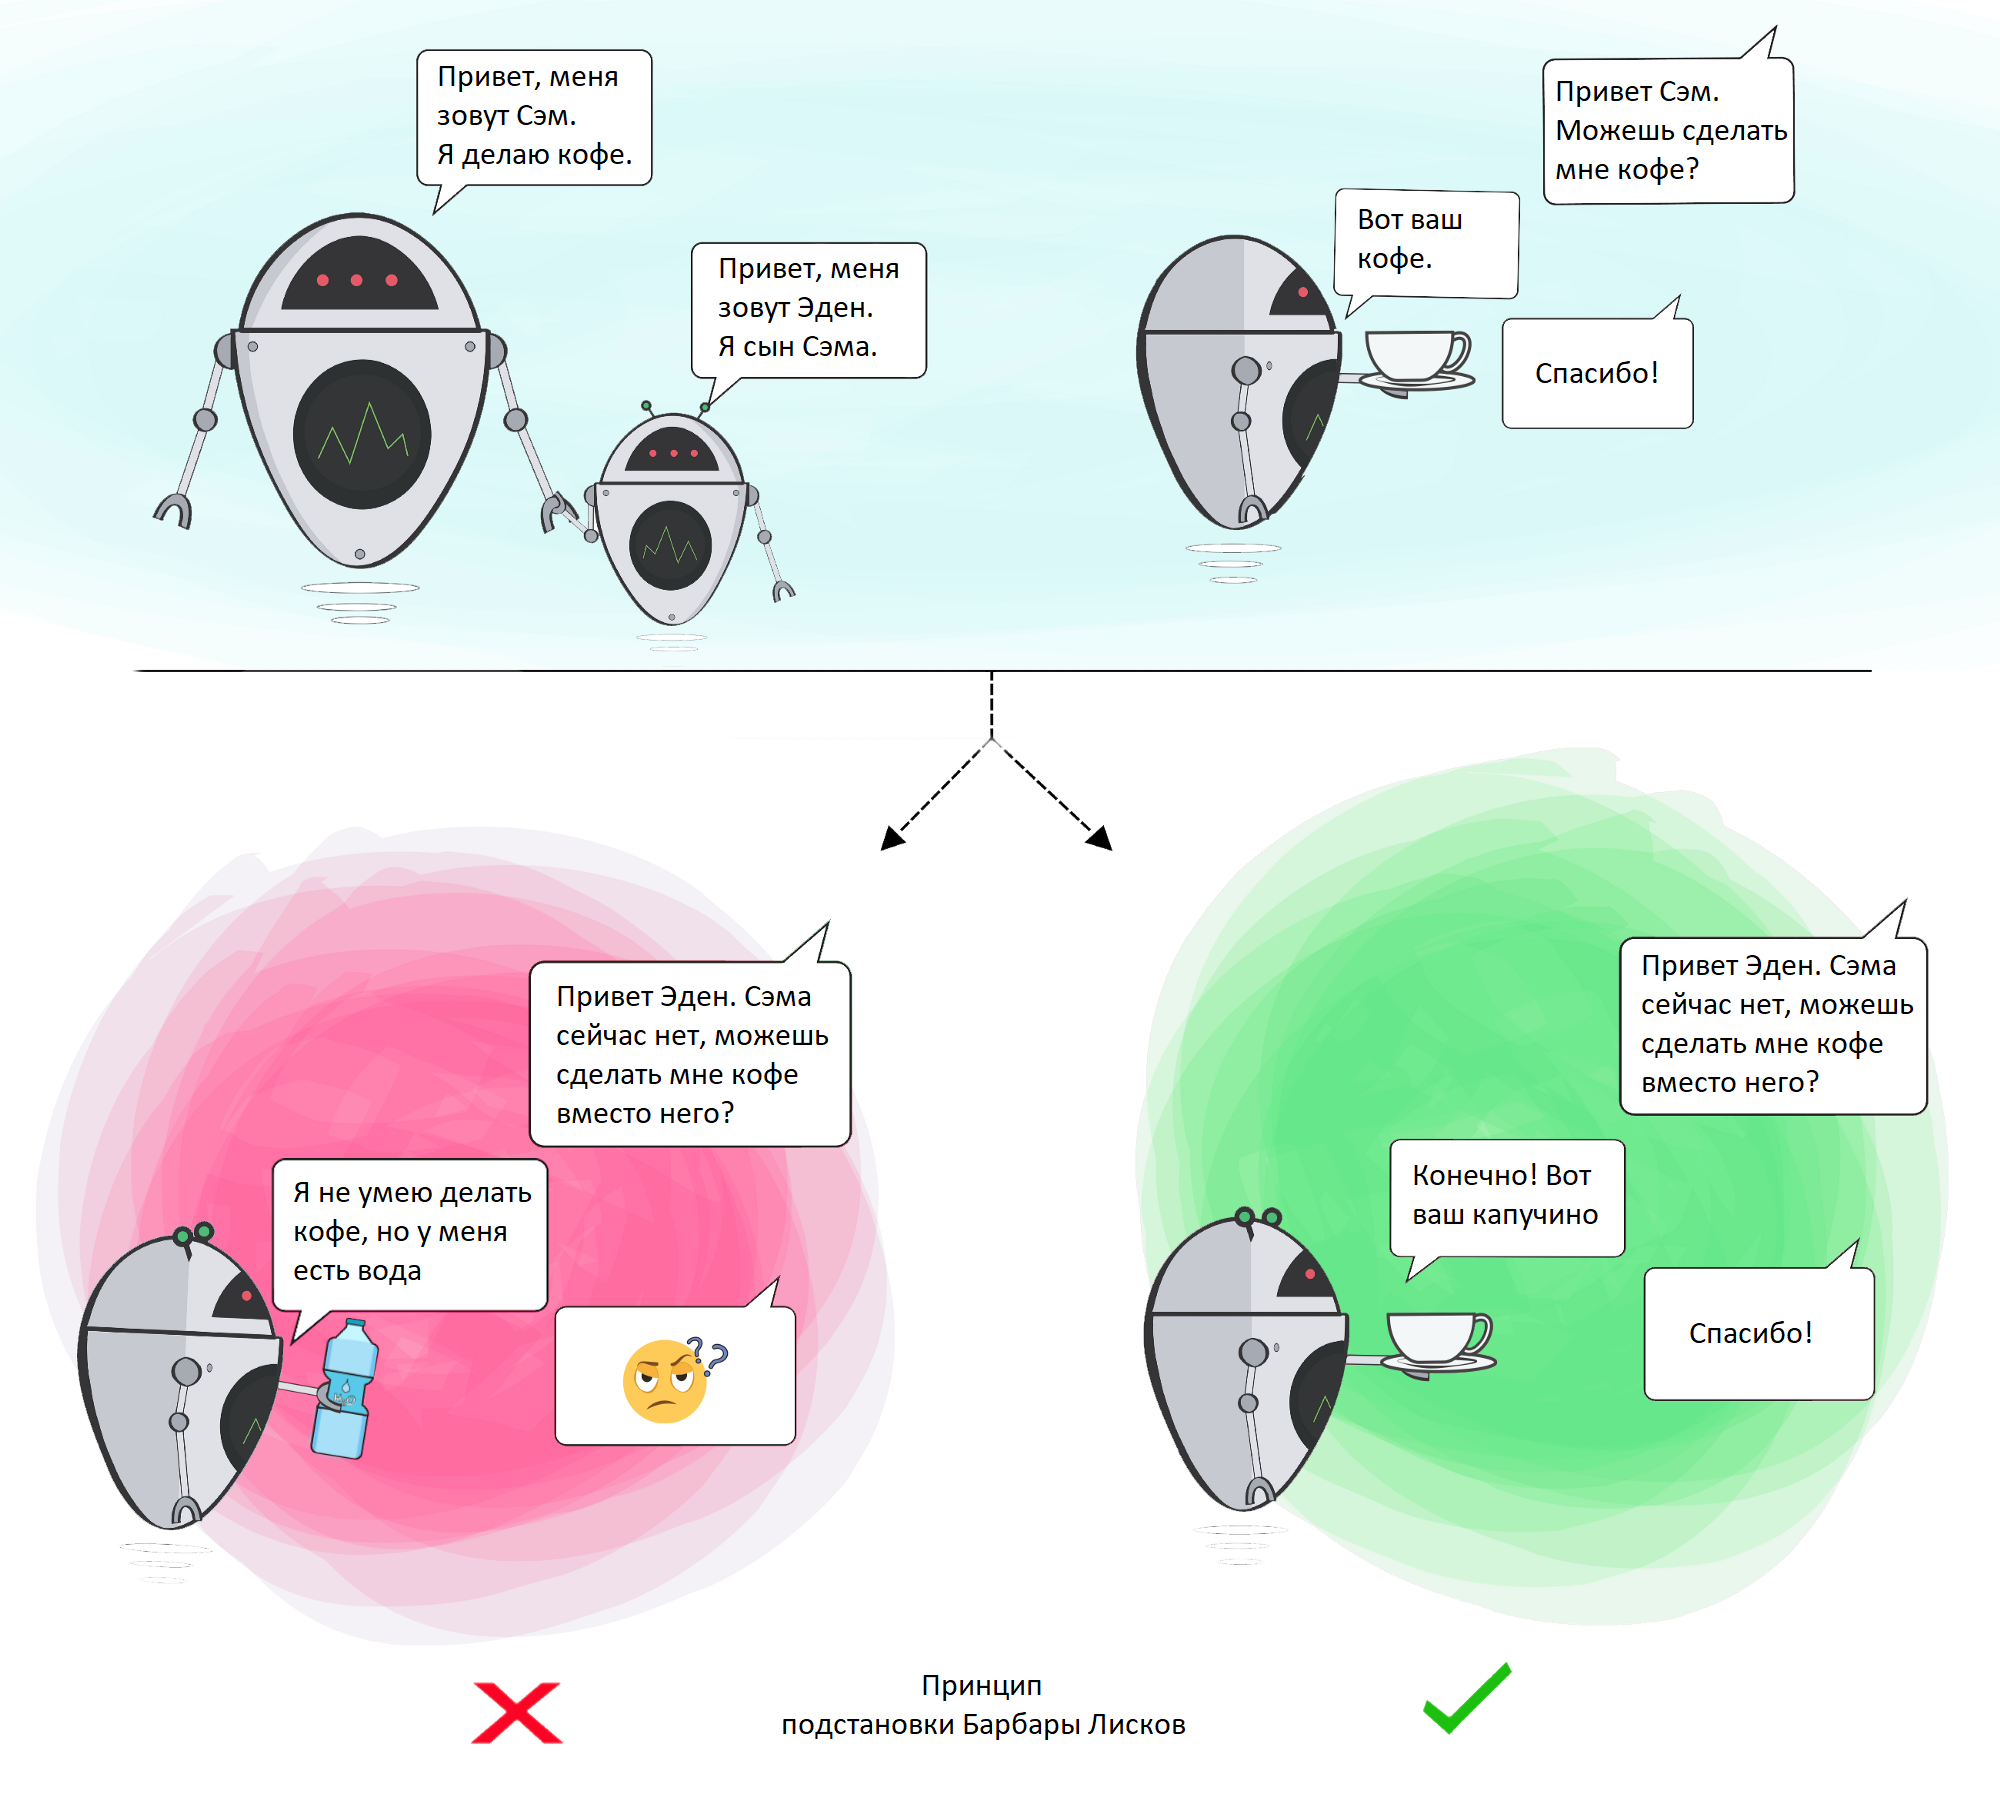 Привет, меня
зовут Сэм.
Я делаю кофе.
Привет, меня
зовут Эден.
Я сын Сэма.
Привет Сэм.
Можешь сделать
мне кофе?
Вот ваш
кофе.
Спасибо!
Привет Эден. Сэма
сейчас нет, можешь
сделать мне кофе
вместо него?
Я не умею делать
кофе, но у меня
есть вода
H₂O
Привет Эден. Сэма
сейчас нет, можешь
сделать мне кофе
вместо него?
Конечно! Вот
ваш капучино
Спасибо!
Принцип
подстановки Барбары Лисков